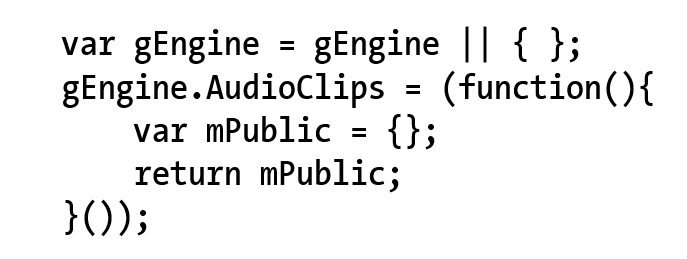 var gEngine = gEngine || { };
gEngine.AudioClips = (function(){
    var mPublic = {};
    return mPublic;
}());